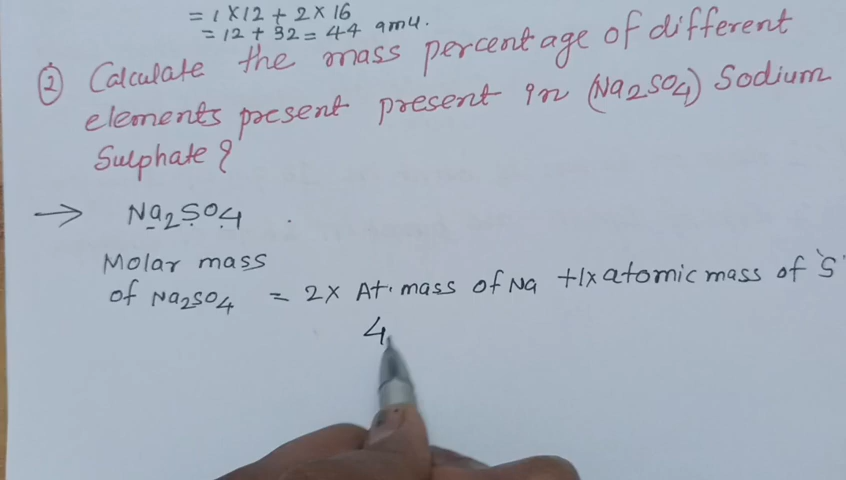 = 1 × 12 + 2 × 16
= 12 + 32 = 44 amu.
② Calculate the mass percentage of different
elements present present in (Na2SO4) Sodium
Sulphate?
→ Na2SO4 .
Molar mass
of Na2SO4 = 2× At. mass of Na +1×atomic mass of 'S'
4